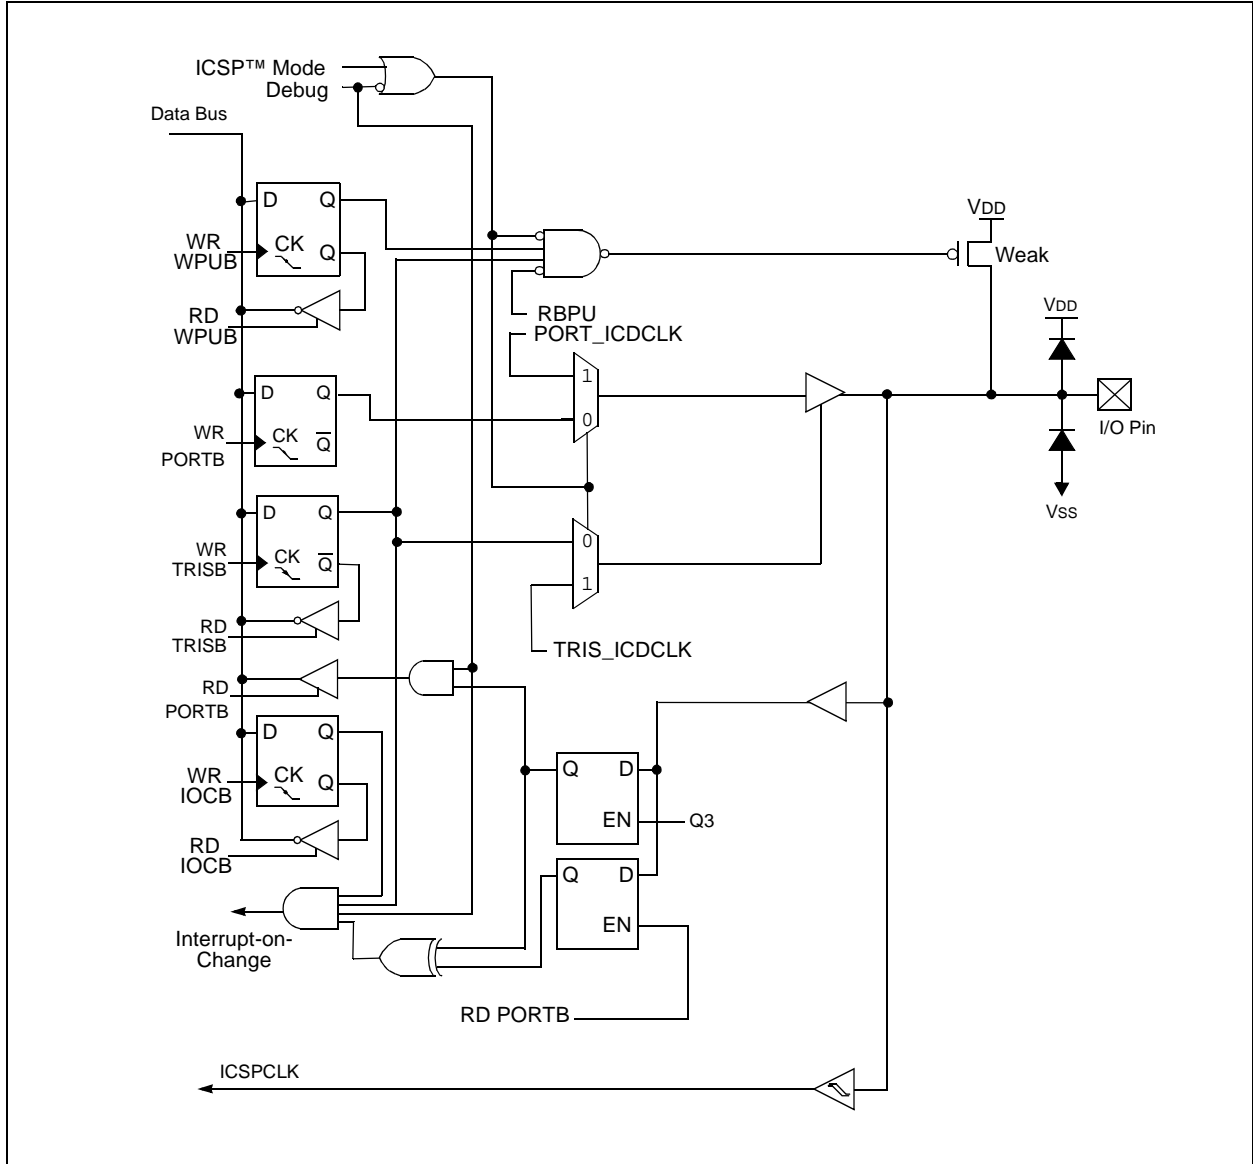 ICSP™ Mode
Debug
Data Bus
D Q
WR
WPUB
CK
Q
RD
WPUB
VDD
Weak
RBPU
PORT_ICDCLK
1
0
VDD
I/O Pin
VSS
D Q
WR
PORTB
CK
Q̅
D Q
WR
TRISB
CK
Q̅
0
1
RD
TRISB
TRIS_ICDCLK
RD
PORTB
D Q
WR
IOCB
CK
Q
RD
IOCB
Q D
EN
Q3
Q D
EN
Interrupt-on-
Change
RD PORTB
ICSPCLK